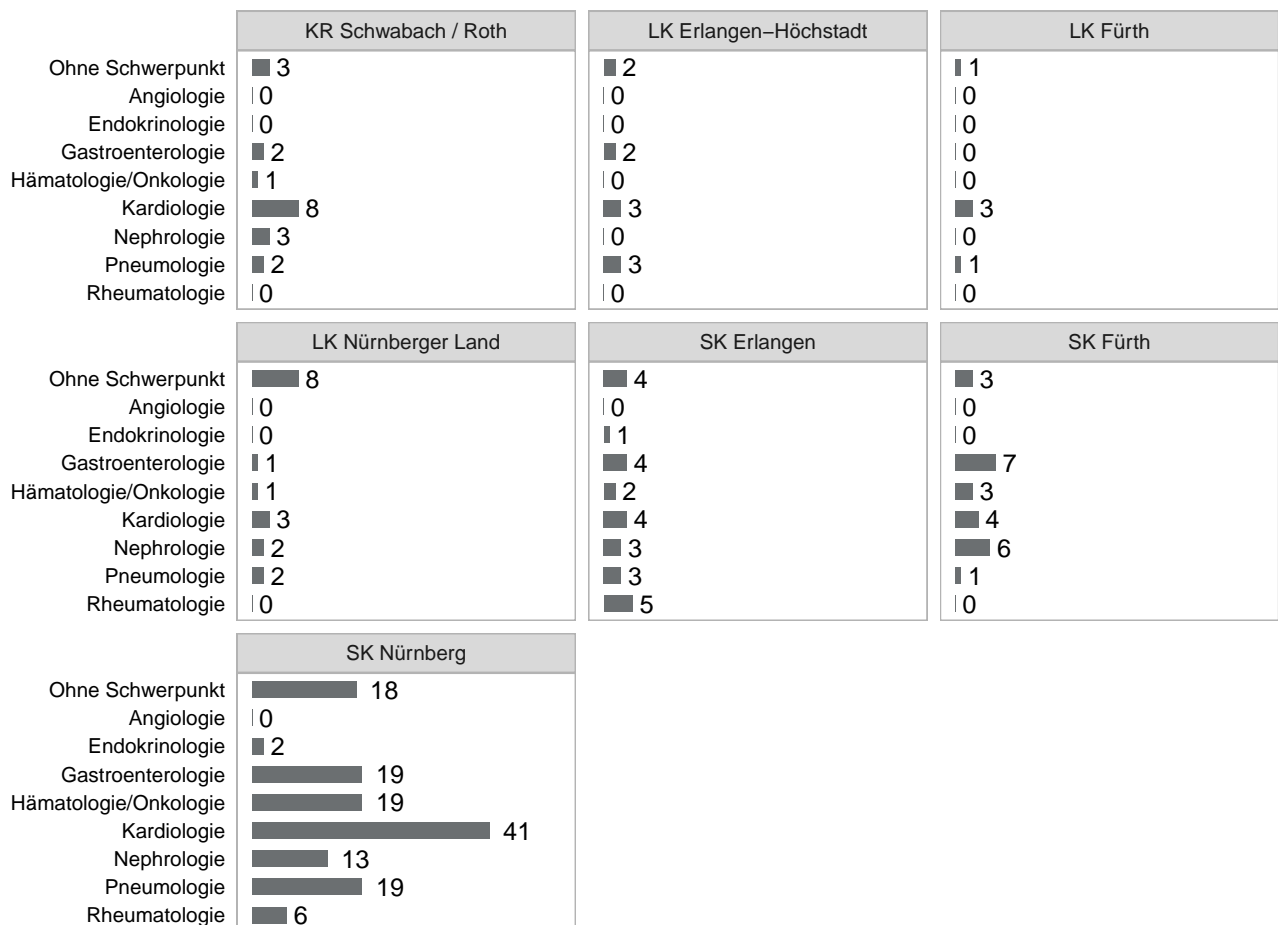 KR Schwabach / Roth LK Erlangen–Höchstadt LK Fürth
Ohne Schwerpunkt 3 2 1
Angiologie 0 0 0
Endokrinologie 0 0 0
Gastroenterologie 2 2 0
Hämatologie/Onkologie 1 0 0
Kardiologie 8 3 3
Nephrologie 3 0 0
Pneumologie 2 3 1
Rheumatologie 0 0 0
LK Nürnberger Land SK Erlangen SK Fürth
Ohne Schwerpunkt 8 4 3
Angiologie 0 0 0
Endokrinologie 0 1 0
Gastroenterologie 1 4 7
Hämatologie/Onkologie 1 2 3
Kardiologie 3 4 4
Nephrologie 2 3 6
Pneumologie 2 3 1
Rheumatologie 0 5 0
SK Nürnberg
Ohne Schwerpunkt 18
Angiologie 0
Endokrinologie 2
Gastroenterologie 19
Hämatologie/Onkologie 19
Kardiologie 41
Nephrologie 13
Pneumologie 19
Rheumatologie 6